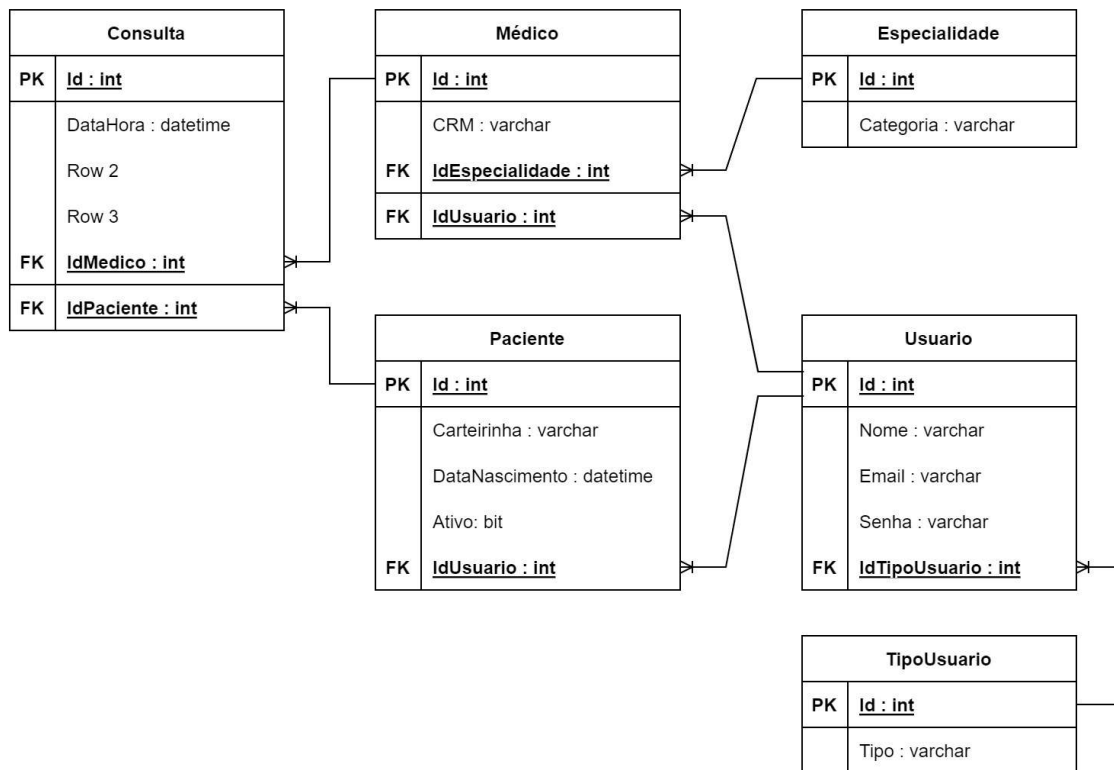 Consulta
PK Id : int
DataHora : datetime
Row 2
Row 3
FK IdMedico : int
FK IdPaciente : int
Médico
PK Id : int
CRM : varchar
FK IdEspecialidade : int
FK IdUsuario : int
Especialidade
PK Id : int
Categoria : varchar
Paciente
PK Id : int
Carteirinha : varchar
DataNascimento : datetime
Ativo: bit
FK IdUsuario : int
Usuario
PK Id : int
Nome : varchar
Email : varchar
Senha : varchar
FK IdTipoUsuario : int
TipoUsuario
PK Id : int
Tipo : varchar